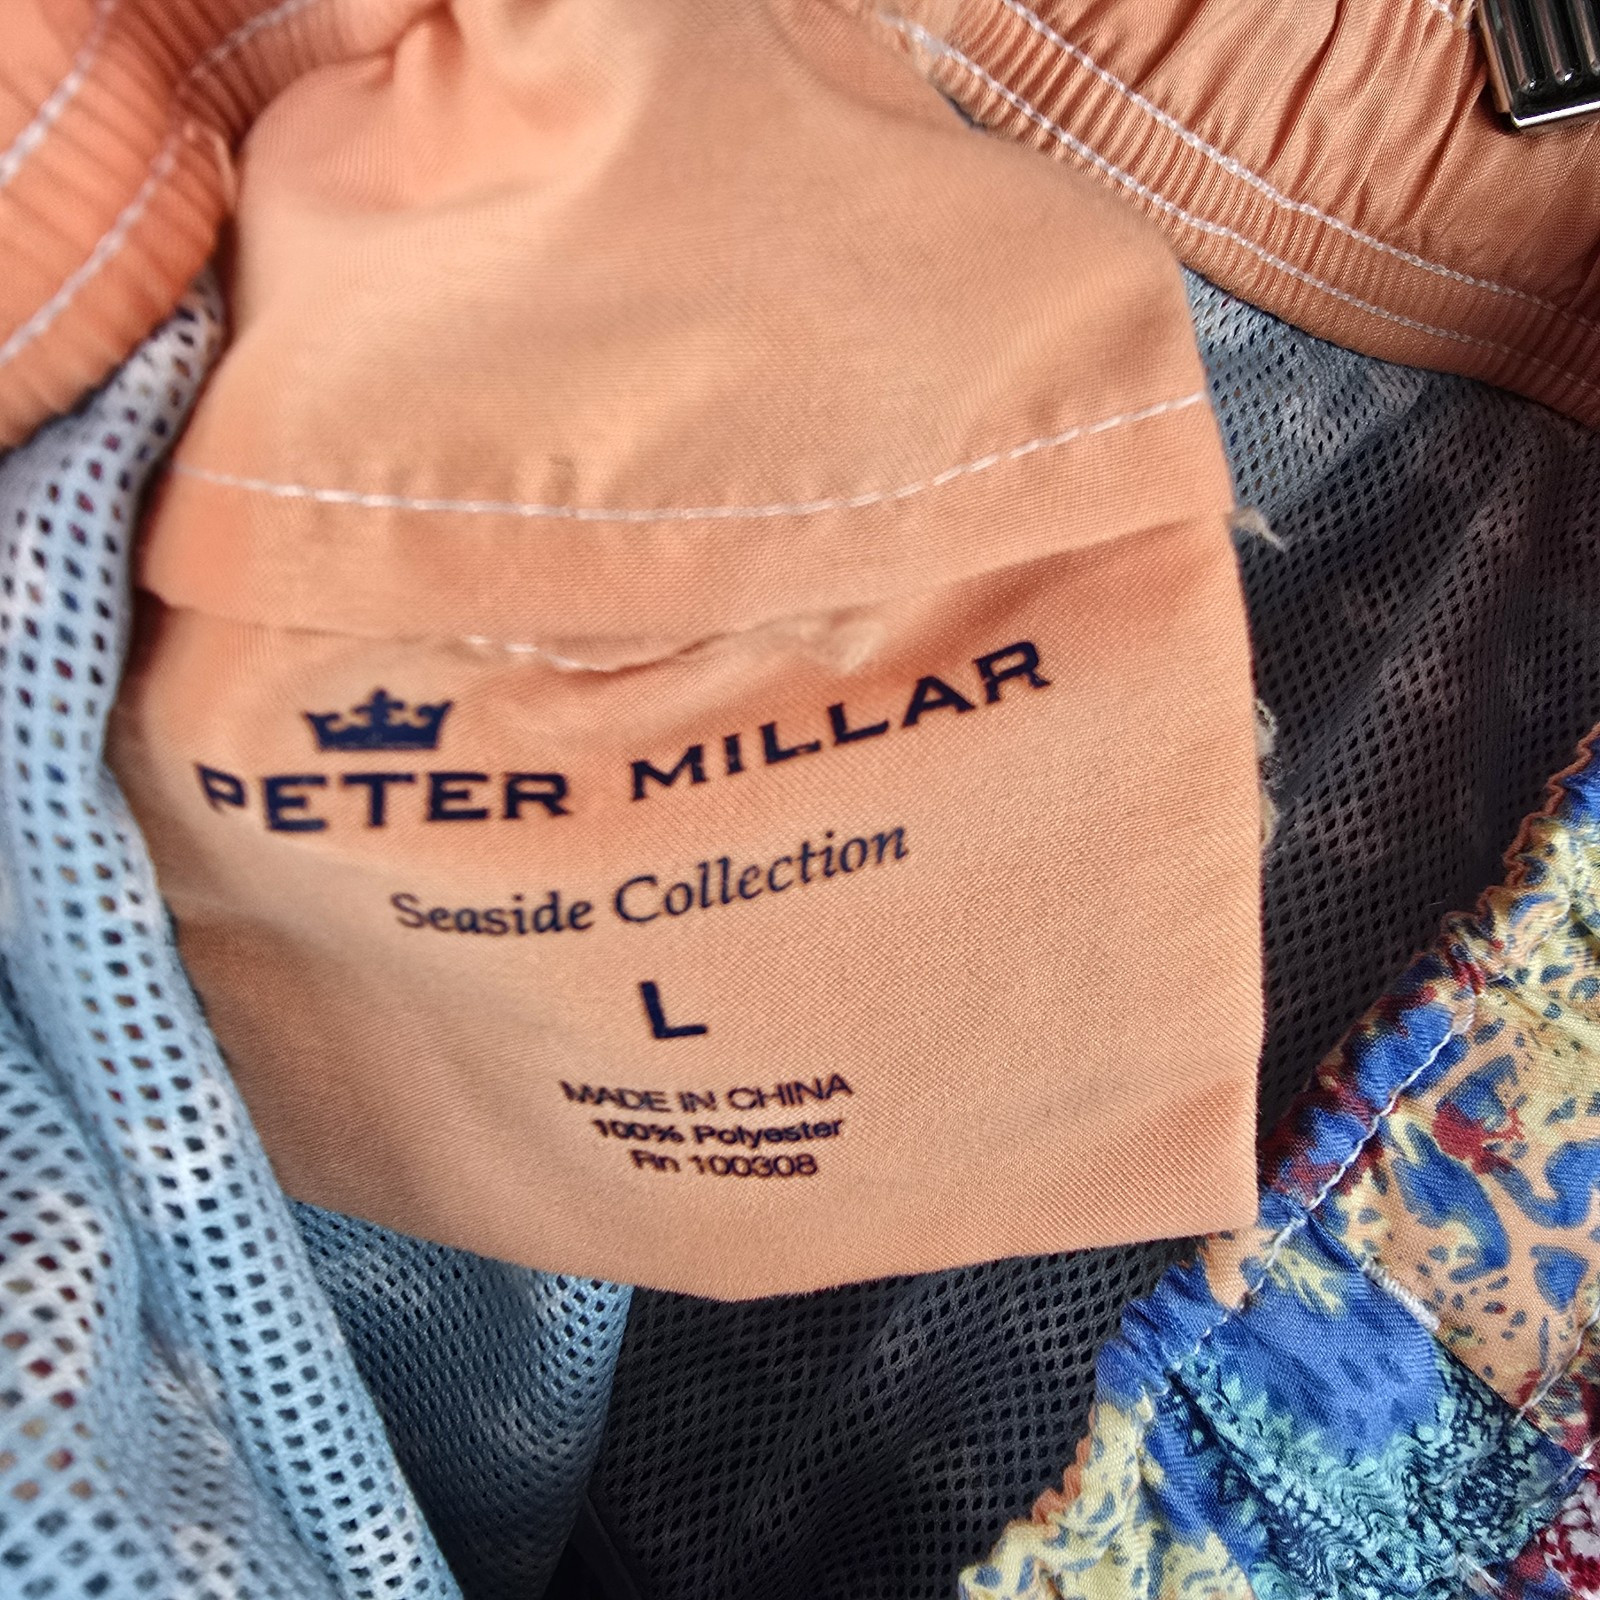 PETER MILLAR
Seaside Collection
L
MADE IN CHINA
100% Polyester
Rn 100308